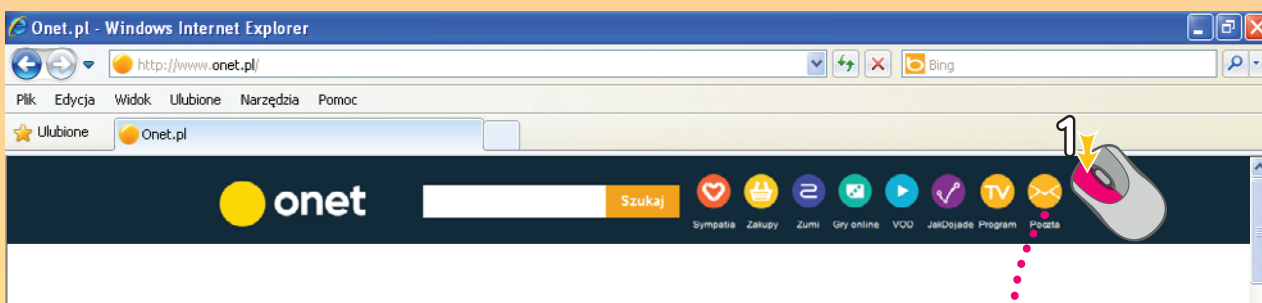 Onet.pl - Windows Internet Explorer
http://www.onet.pl/
Bing
Plik Edycja Widok Ulubione Narzędzia Pomoc
Ulubione
Onet.pl
1
onet
Szukaj
TV
Sympatia Zakupy Zumi Gry online VOD JakDojade Program Poczta